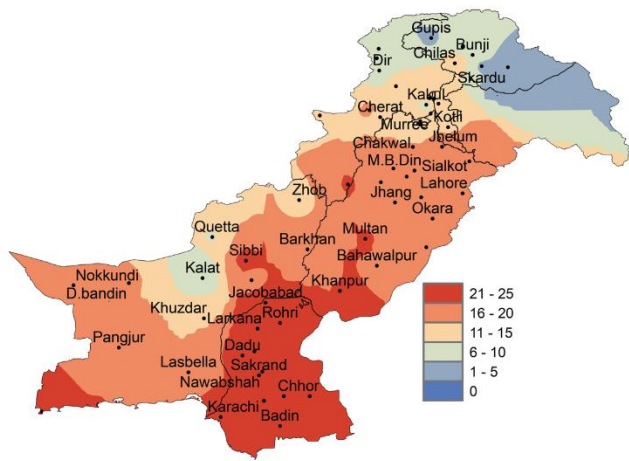 Gupis
Bunji
Chilas
Dir
Skardu
Kakul
Cherat
Kotli
Murree
Jhelum
Chakwal
M.B.Din
Sialkot
Lahore
Jhang
Zhob
Okara
Quetta
Multan
Barkhan
Sibbi
Bahawalpur
Kalat
Nokkundi
Khanpur
D.bandin
Jacobabad
Khuzdar
Larkana
Rohri
Pangjur
Dadu
Lasbella
Sakrand
Nawabshah
Chhor
Karachi
Badin
21 - 25
16 - 20
11 - 15
6 - 10
1 - 5
0